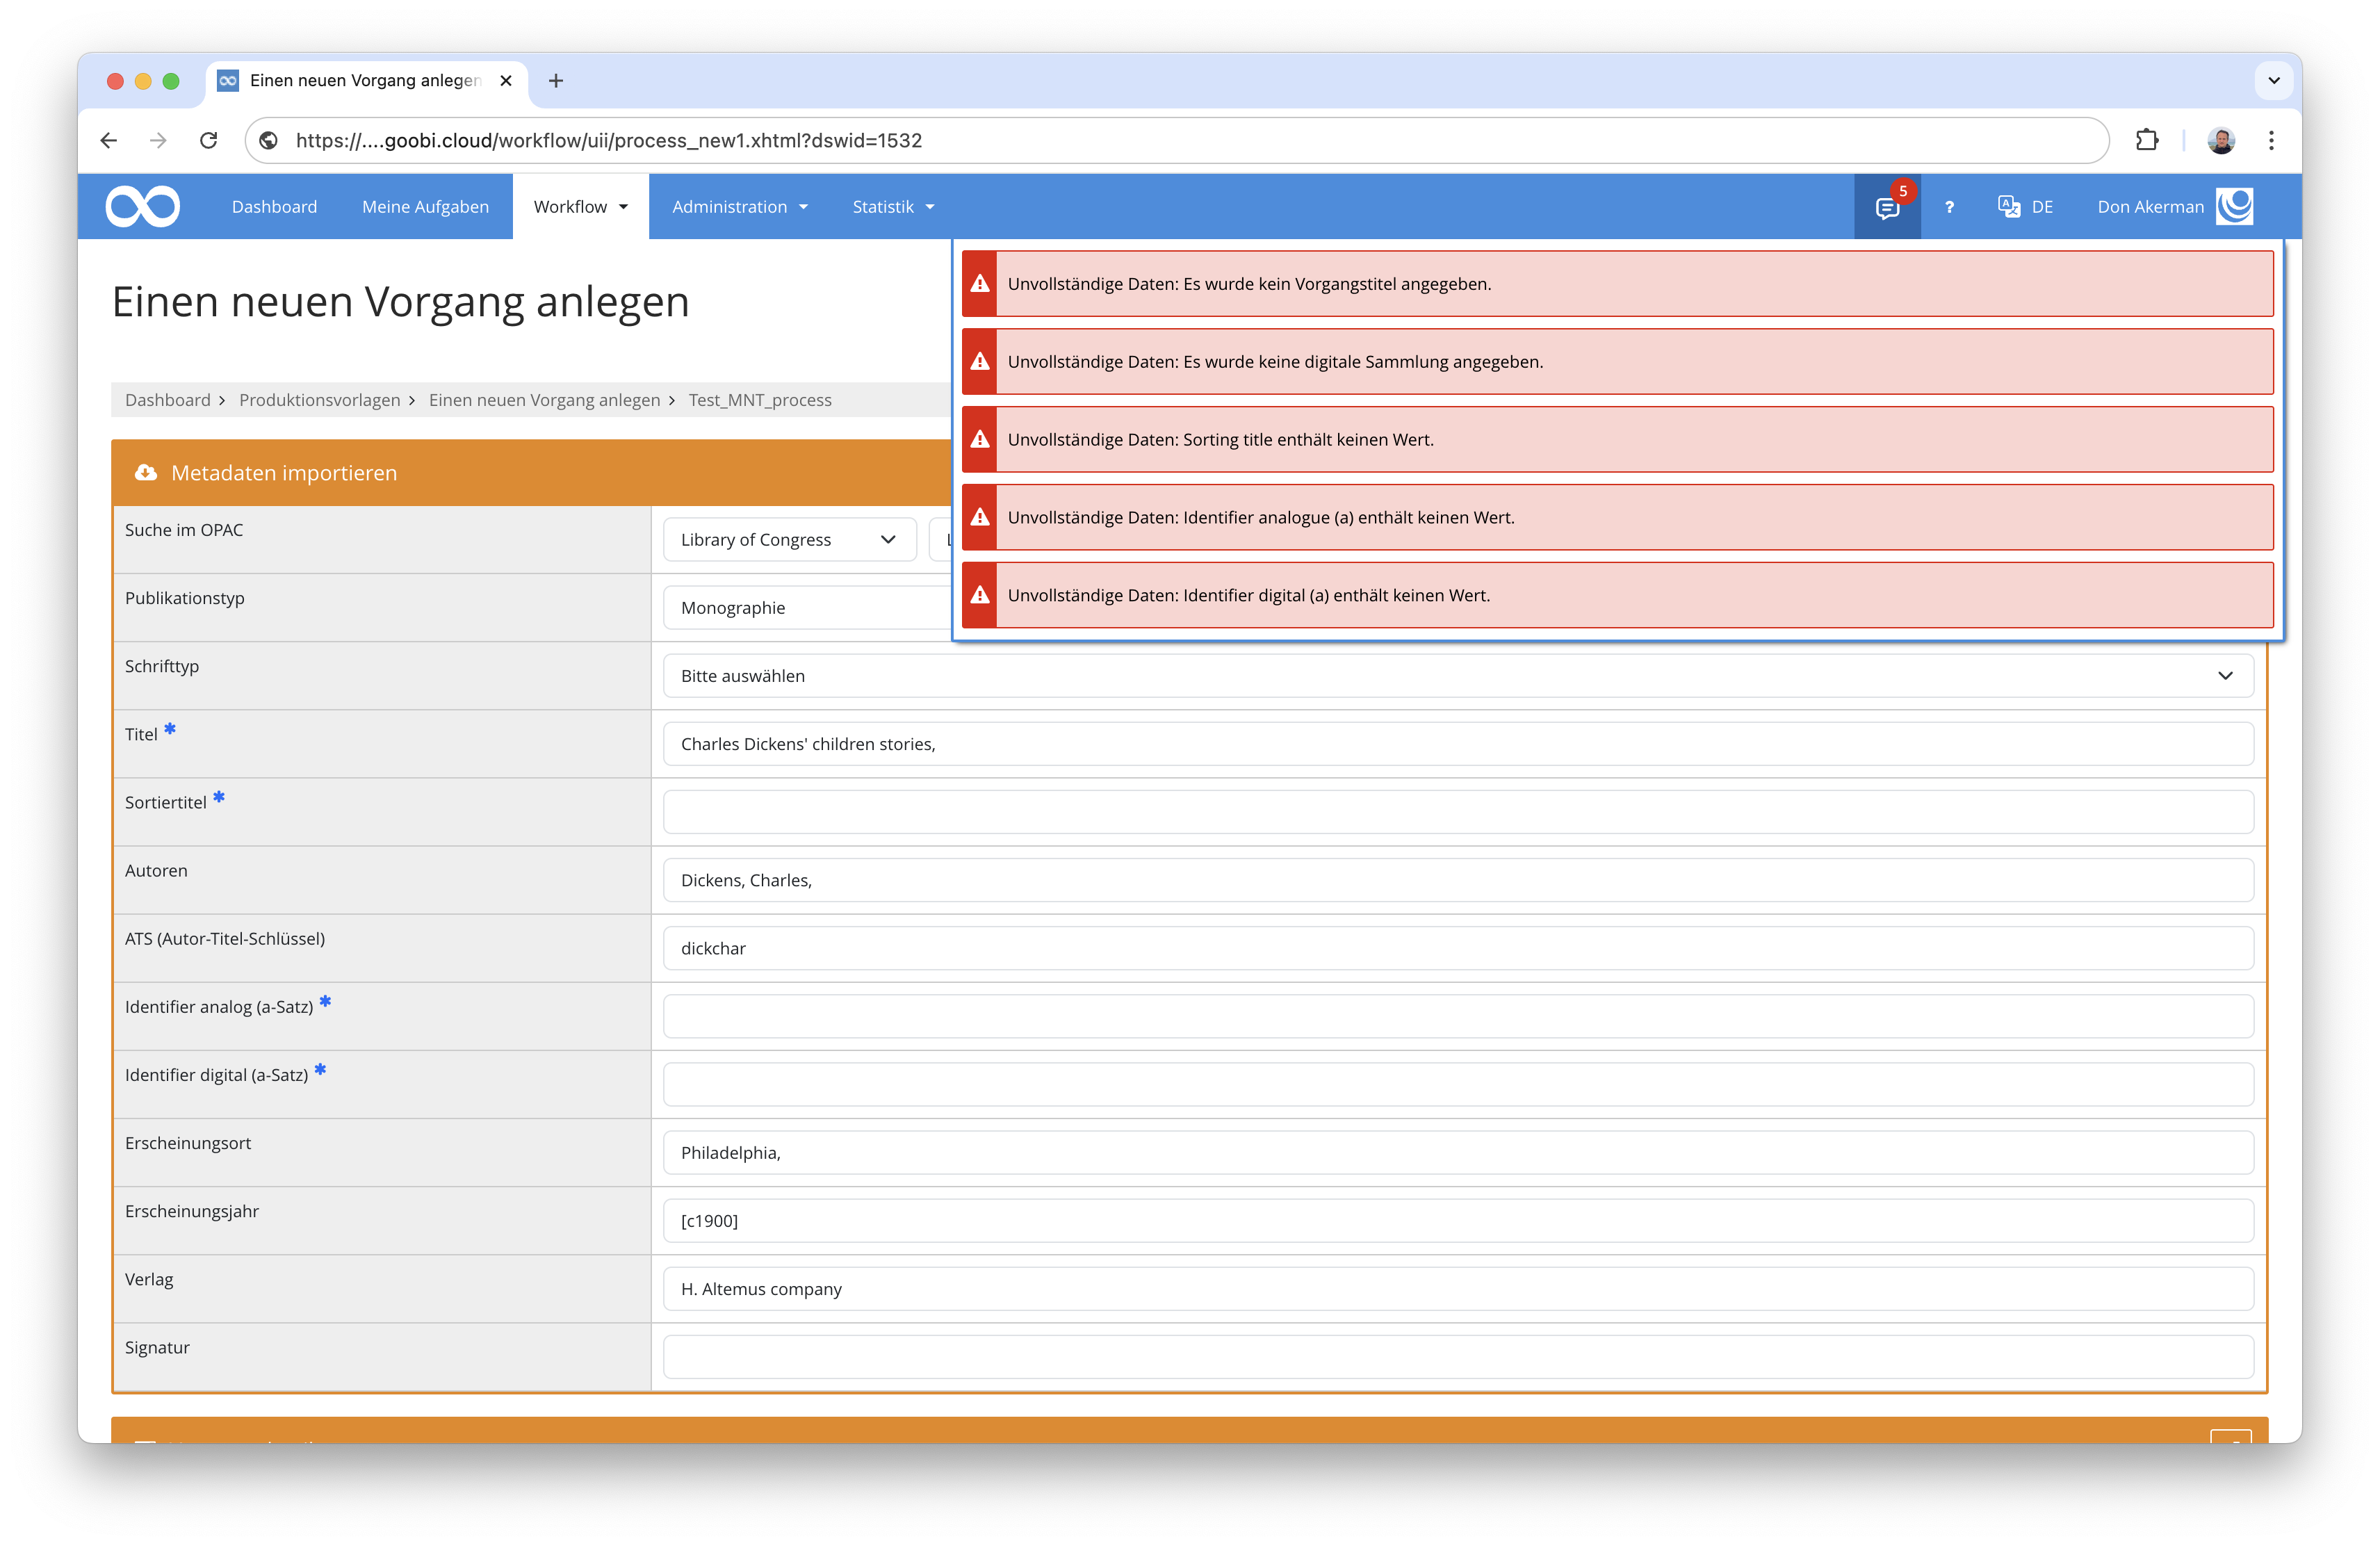 Einen neuen Vorgang anlegen
https://....goobi.cloud/workflow/uii/process_new1.xhtml?dswid=1532
Dashboard Meine Aufgaben Workflow Administration Statistik 5 ? DE Don Akerman
Einen neuen Vorgang anlegen
Unvollständige Daten: Es wurde kein Vorgangstitel angegeben.
Unvollständige Daten: Es wurde keine digitale Sammlung angegeben.
Unvollständige Daten: Sorting title enthält keinen Wert.
Unvollständige Daten: Identifier analogue (a) enthält keinen Wert.
Unvollständige Daten: Identifier digital (a) enthält keinen Wert.
Dashboard > Produktionsvorlagen > Einen neuen Vorgang anlegen > Test_MNT_process
Metadaten importieren
Suche im OPAC Library of Congress
Publikationstyp Monographie
Schrifttyp Bitte auswählen
Titel * Charles Dickens' children stories,
Sortiertitel *
Autoren Dickens, Charles,
ATS (Autor-Titel-Schlüssel) dickchar
Identifier analog (a-Satz) *
Identifier digital (a-Satz) *
Erscheinungsort Philadelphia,
Erscheinungsjahr [c1900]
Verlag H. Altemus company
Signatur